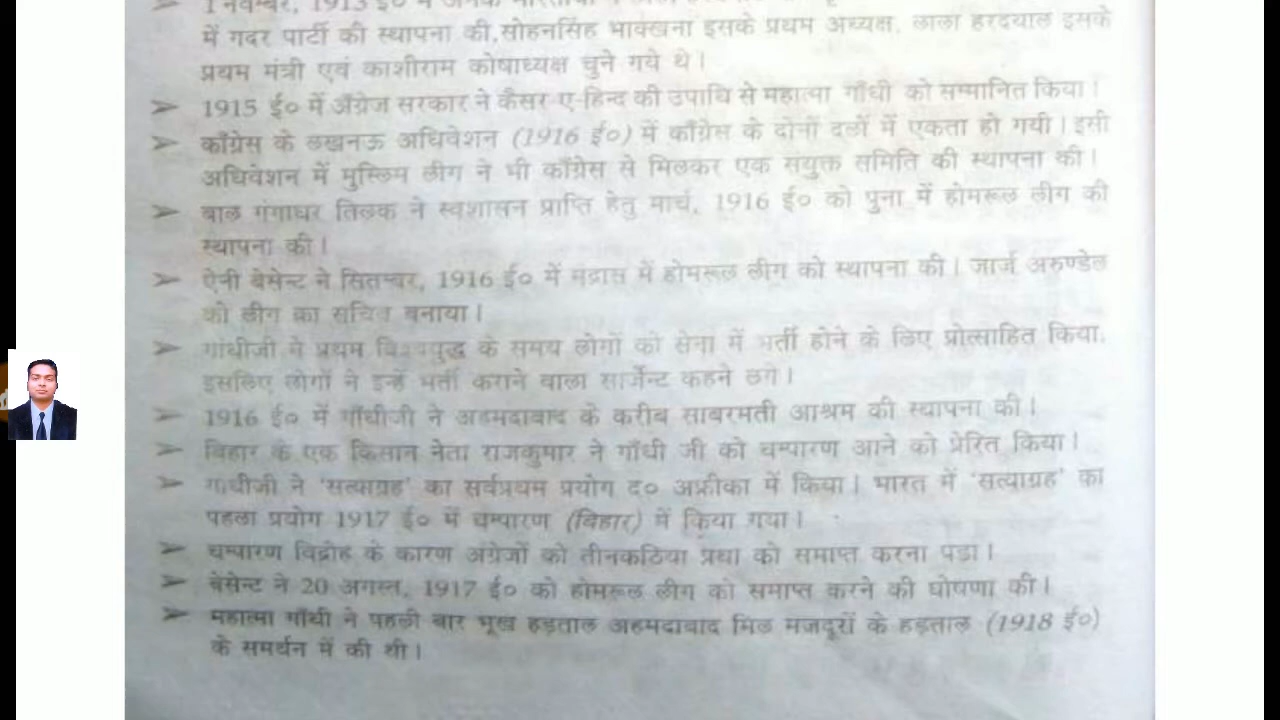 1 नवम्बर, 1913 ई० में
में गदर पार्टी की स्थापना की,सोहनसिंह भाक्खना इसके प्रथम अध्यक्ष, लाला हरदयाल इसके
प्रथम मंत्री एवं काशीराम कोषाध्यक्ष चुने गये थे।
➢ 1915 ई० में अँग्रेज सरकार ने कैसर-ए-हिन्द की उपाधि से महात्मा गाँधी को सम्मानित किया।
➢ काँग्रेस के लखनऊ अधिवेशन (1916 ई०) में काँग्रेस के दोनों दलों में एकता हो गयी। इसी
अधिवेशन में मुस्लिम लीग ने भी काँग्रेस से मिलकर एक संयुक्त समिति की स्थापना की।
➢ बाल गंगाधर तिलक ने स्वशासन प्राप्ति हेतु मार्च, 1916 ई० को पुना में होमरूल लीग की
स्थापना की।
➢ ऐनी बेसेन्ट ने सितम्बर, 1916 ई० में मद्रास में होमरूल लीग को स्थापना की। जार्ज अरुण्डेल
को लीग का सचिव बनाया।
➢ गांधीजी ने प्रथम विश्वयुद्ध के समय लोगों को सेना में भर्ती होने के लिए प्रोत्साहित किया,
इसलिए लोगों ने इन्हें भर्ती कराने वाला सार्जेन्ट कहने लगे।
➢ 1916 ई० में गाँधीजी ने अहमदाबाद के करीब साबरमती आश्रम की स्थापना की।
➢ बिहार के एक किसान नेता राजकुमार ने गाँधी जी को चम्पारण आने को प्रेरित किया।
➢ गांधीजी ने 'सत्याग्रह' का सर्वप्रथम प्रयोग द० अफ्रीका में किया। भारत में 'सत्याग्रह' का
पहला प्रयोग 1917 ई० में चम्पारण (बिहार) में किया गया।
➢ चम्पारण विद्रोह के कारण अंग्रेजों को तीनकठिया प्रथा को समाप्त करना पड़ा।
➢ बेसेन्ट ने 20 अगस्त, 1917 ई० को होमरूल लीग को समाप्त करने की घोषणा की।
➢ महात्मा गाँधी ने पहली बार भूख हड़ताल अहमदाबाद मिल मजदूरों के हड़ताल (1918 ई०)
के समर्थन में की थी।